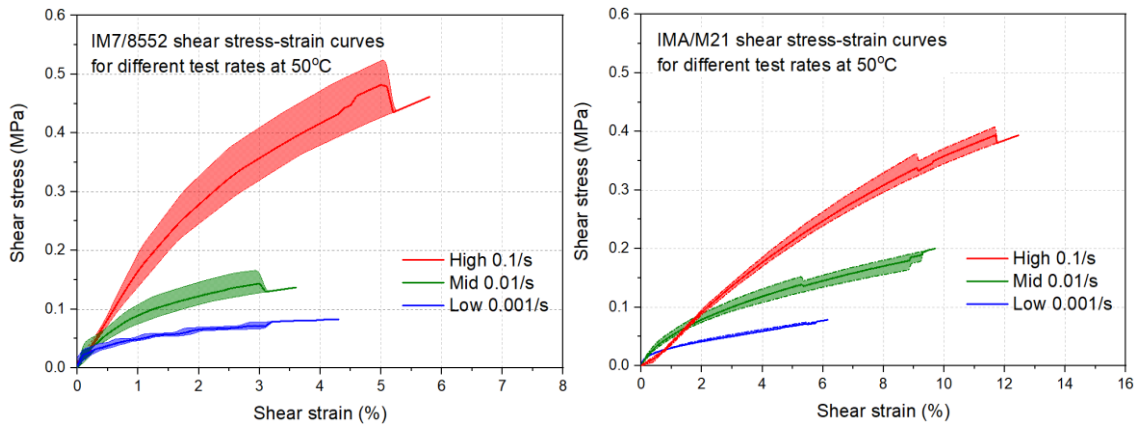 IM7/8552 shear stress-strain curves
for different test rates at 50°C
Shear stress (MPa)
0.6
0.5
0.4
0.3
0.2
0.1
0.0
High 0.1/s
Mid 0.01/s
Low 0.001/s
0 1 2 3 4 5 6 7 8
Shear strain (%)
IMA/M21 shear stress-strain curves
for different test rates at 50°C
Shear stress (MPa)
0.6
0.5
0.4
0.3
0.2
0.1
0.0
High 0.1/s
Mid 0.01/s
Low 0.001/s
0 2 4 6 8 10 12 14 16
Shear strain (%)